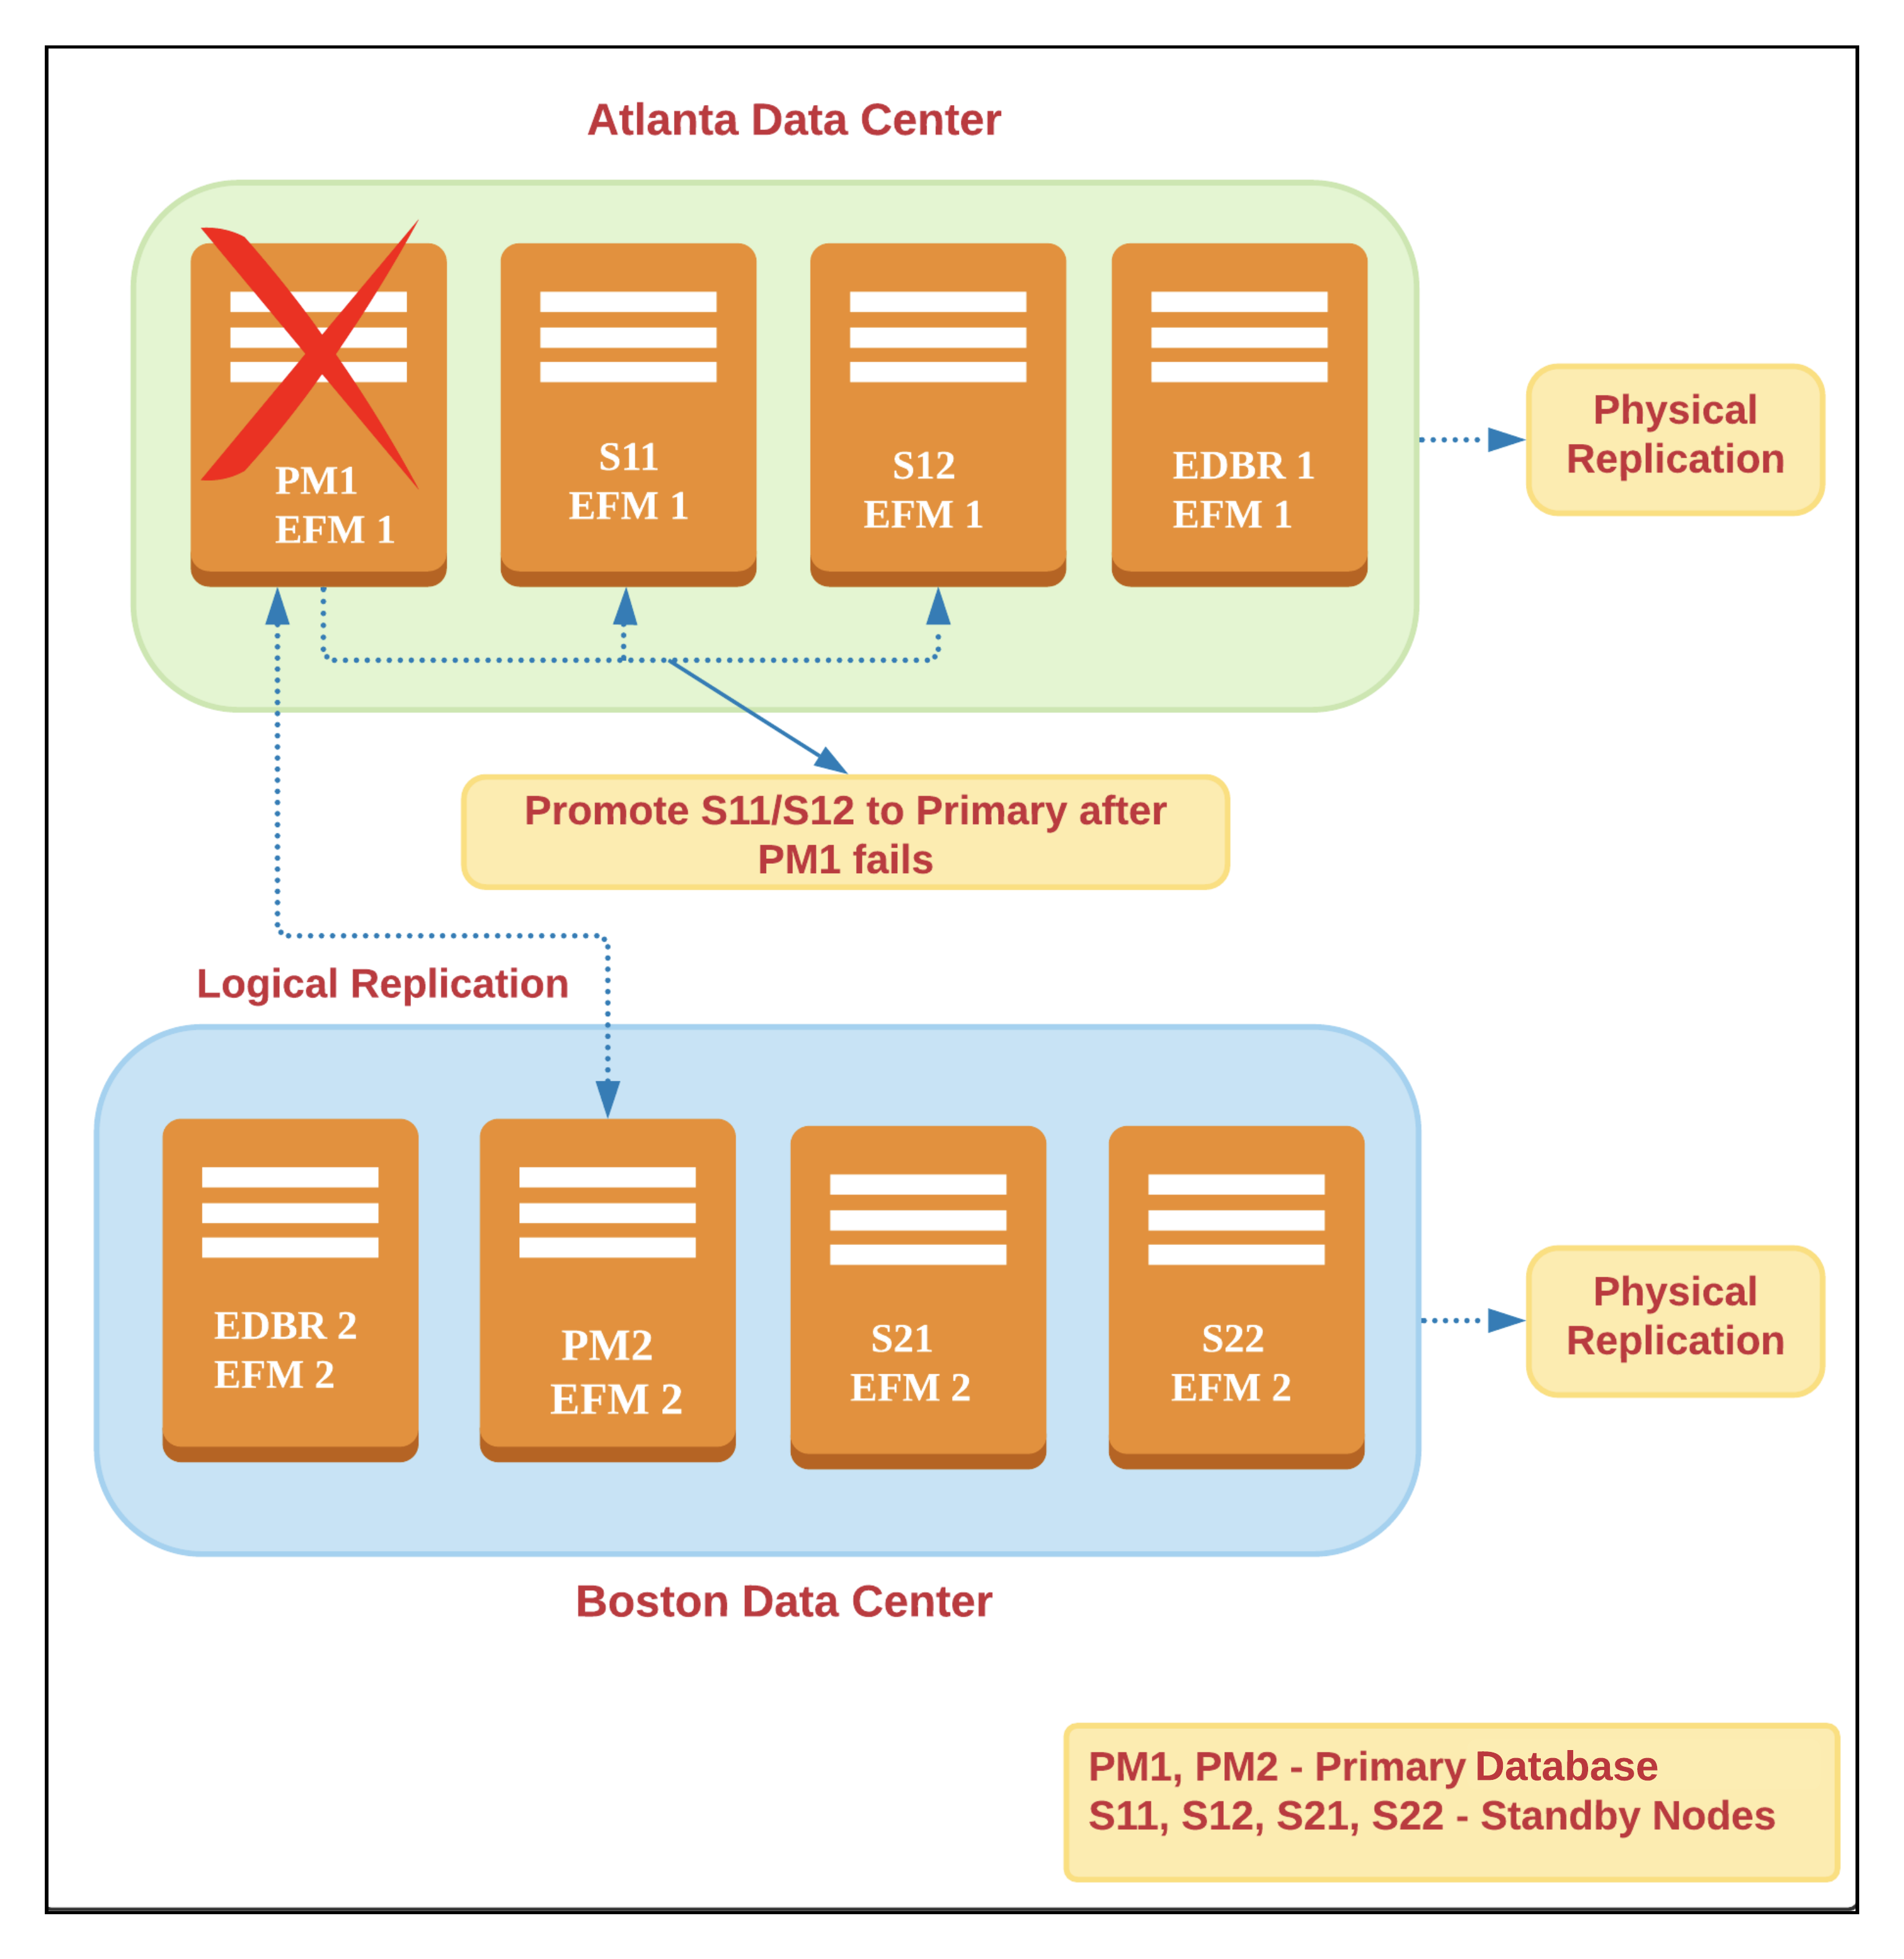 Atlanta Data Center
PM1
EFM 1
S11
EFM 1
S12
EFM 1
EDBR 1
EFM 1
Physical
Replication
Promote S11/S12 to Primary after
PM1 fails
Logical Replication
EDBR 2
EFM 2
PM2
EFM 2
S21
EFM 2
S22
EFM 2
Physical
Replication
Boston Data Center
PM1, PM2 - Primary Database
S11, S12, S21, S22 - Standby Nodes